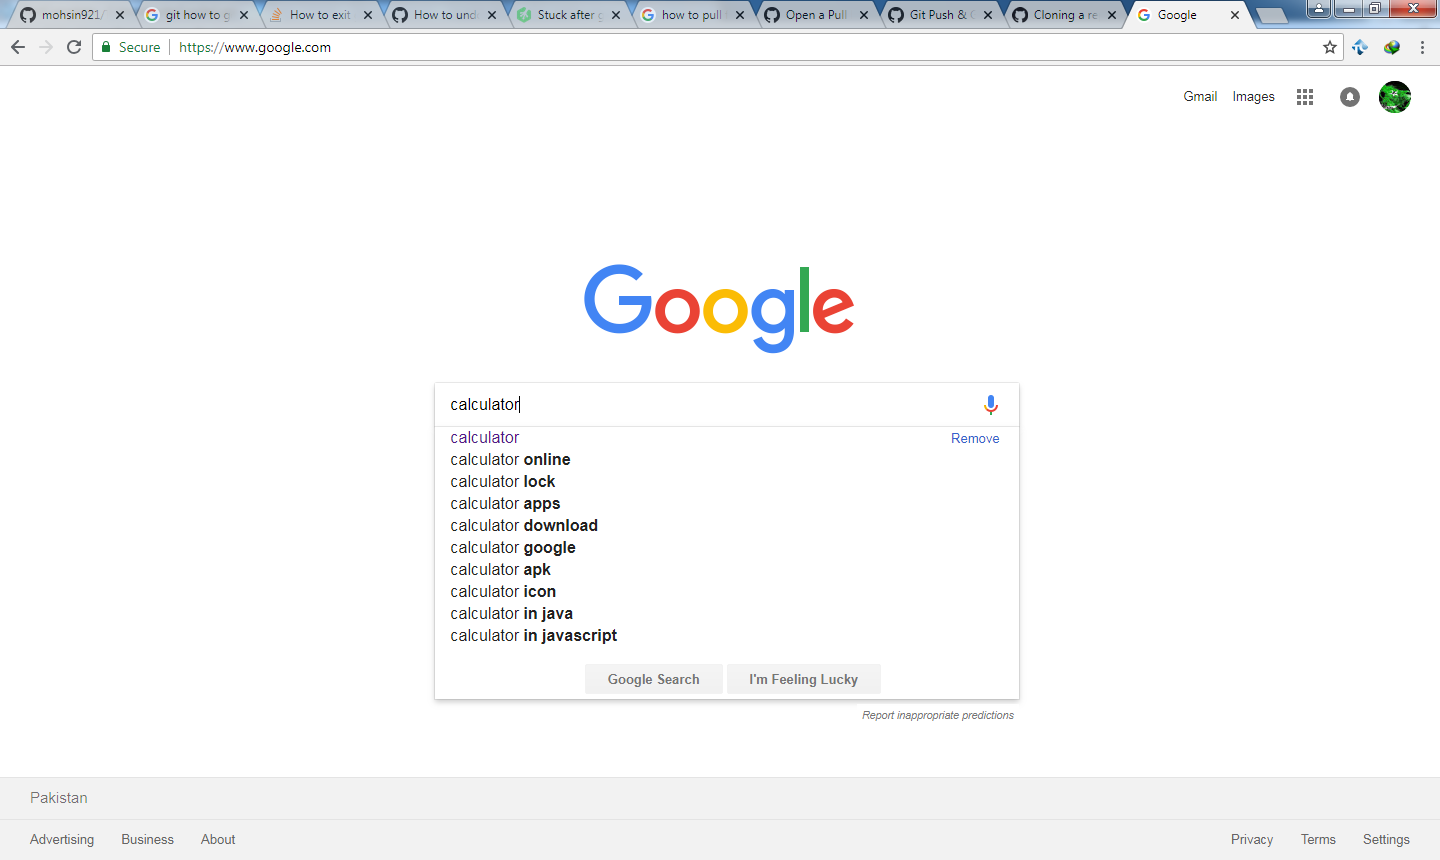 mohsin921/
git how to g
How to exit
How to und
Stuck after g
how to pull
Open a Pull
Git Push &
Cloning a re
Google
Secure https://www.google.com
Gmail Images
Google
calculator
calculator Remove
calculator online
calculator lock
calculator apps
calculator download
calculator google
calculator apk
calculator icon
calculator in java
calculator in javascript
Google Search I'm Feeling Lucky
Report inappropriate predictions
Pakistan
Advertising Business About Privacy Terms Settings